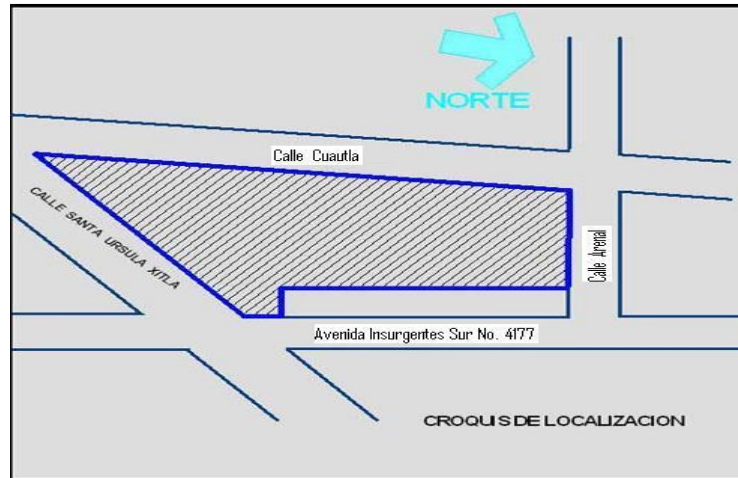 NORTE
Calle Cuautla
CALLE SANTA URSULA XITLA
Calle Arenal
Avenida Insurgentes Sur No. 4177
CROQUIS DE LOCALIZACION